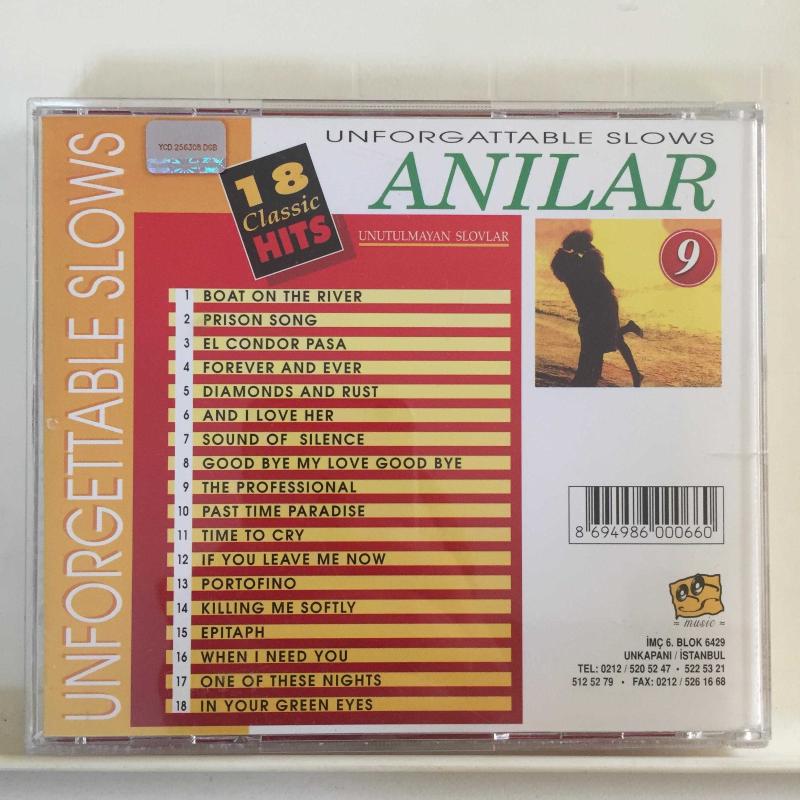 UNFORGETTABLE SLOWS
YCD 256308 DGB
18
Classic
HITS
UNFORGATTABLE SLOWS
ANILAR
UNUTULMAYAN SLOVLAR
9
1 BOAT ON THE RIVER
2 PRISON SONG
3 EL CONDOR PASA
4 FOREVER AND EVER
5 DIAMONDS AND RUST
6 AND I LOVE HER
7 SOUND OF SILENCE
8 GOOD BYE MY LOVE GOOD BYE
9 THE PROFESSIONAL
10 PAST TIME PARADISE
11 TIME TO CRY
12 IF YOU LEAVE ME NOW
13 PORTOFINO
14 KILLING ME SOFTLY
15 EPITAPH
16 WHEN I NEED YOU
17 ONE OF THESE NIGHTS
18 IN YOUR GREEN EYES
8 694986 000660
= music =
İMÇ 6. BLOK 6429
UNKAPANI / İSTANBUL
TEL: 0212 / 520 52 47 • 522 53 21
512 52 79 • FAX: 0212 / 526 16 68